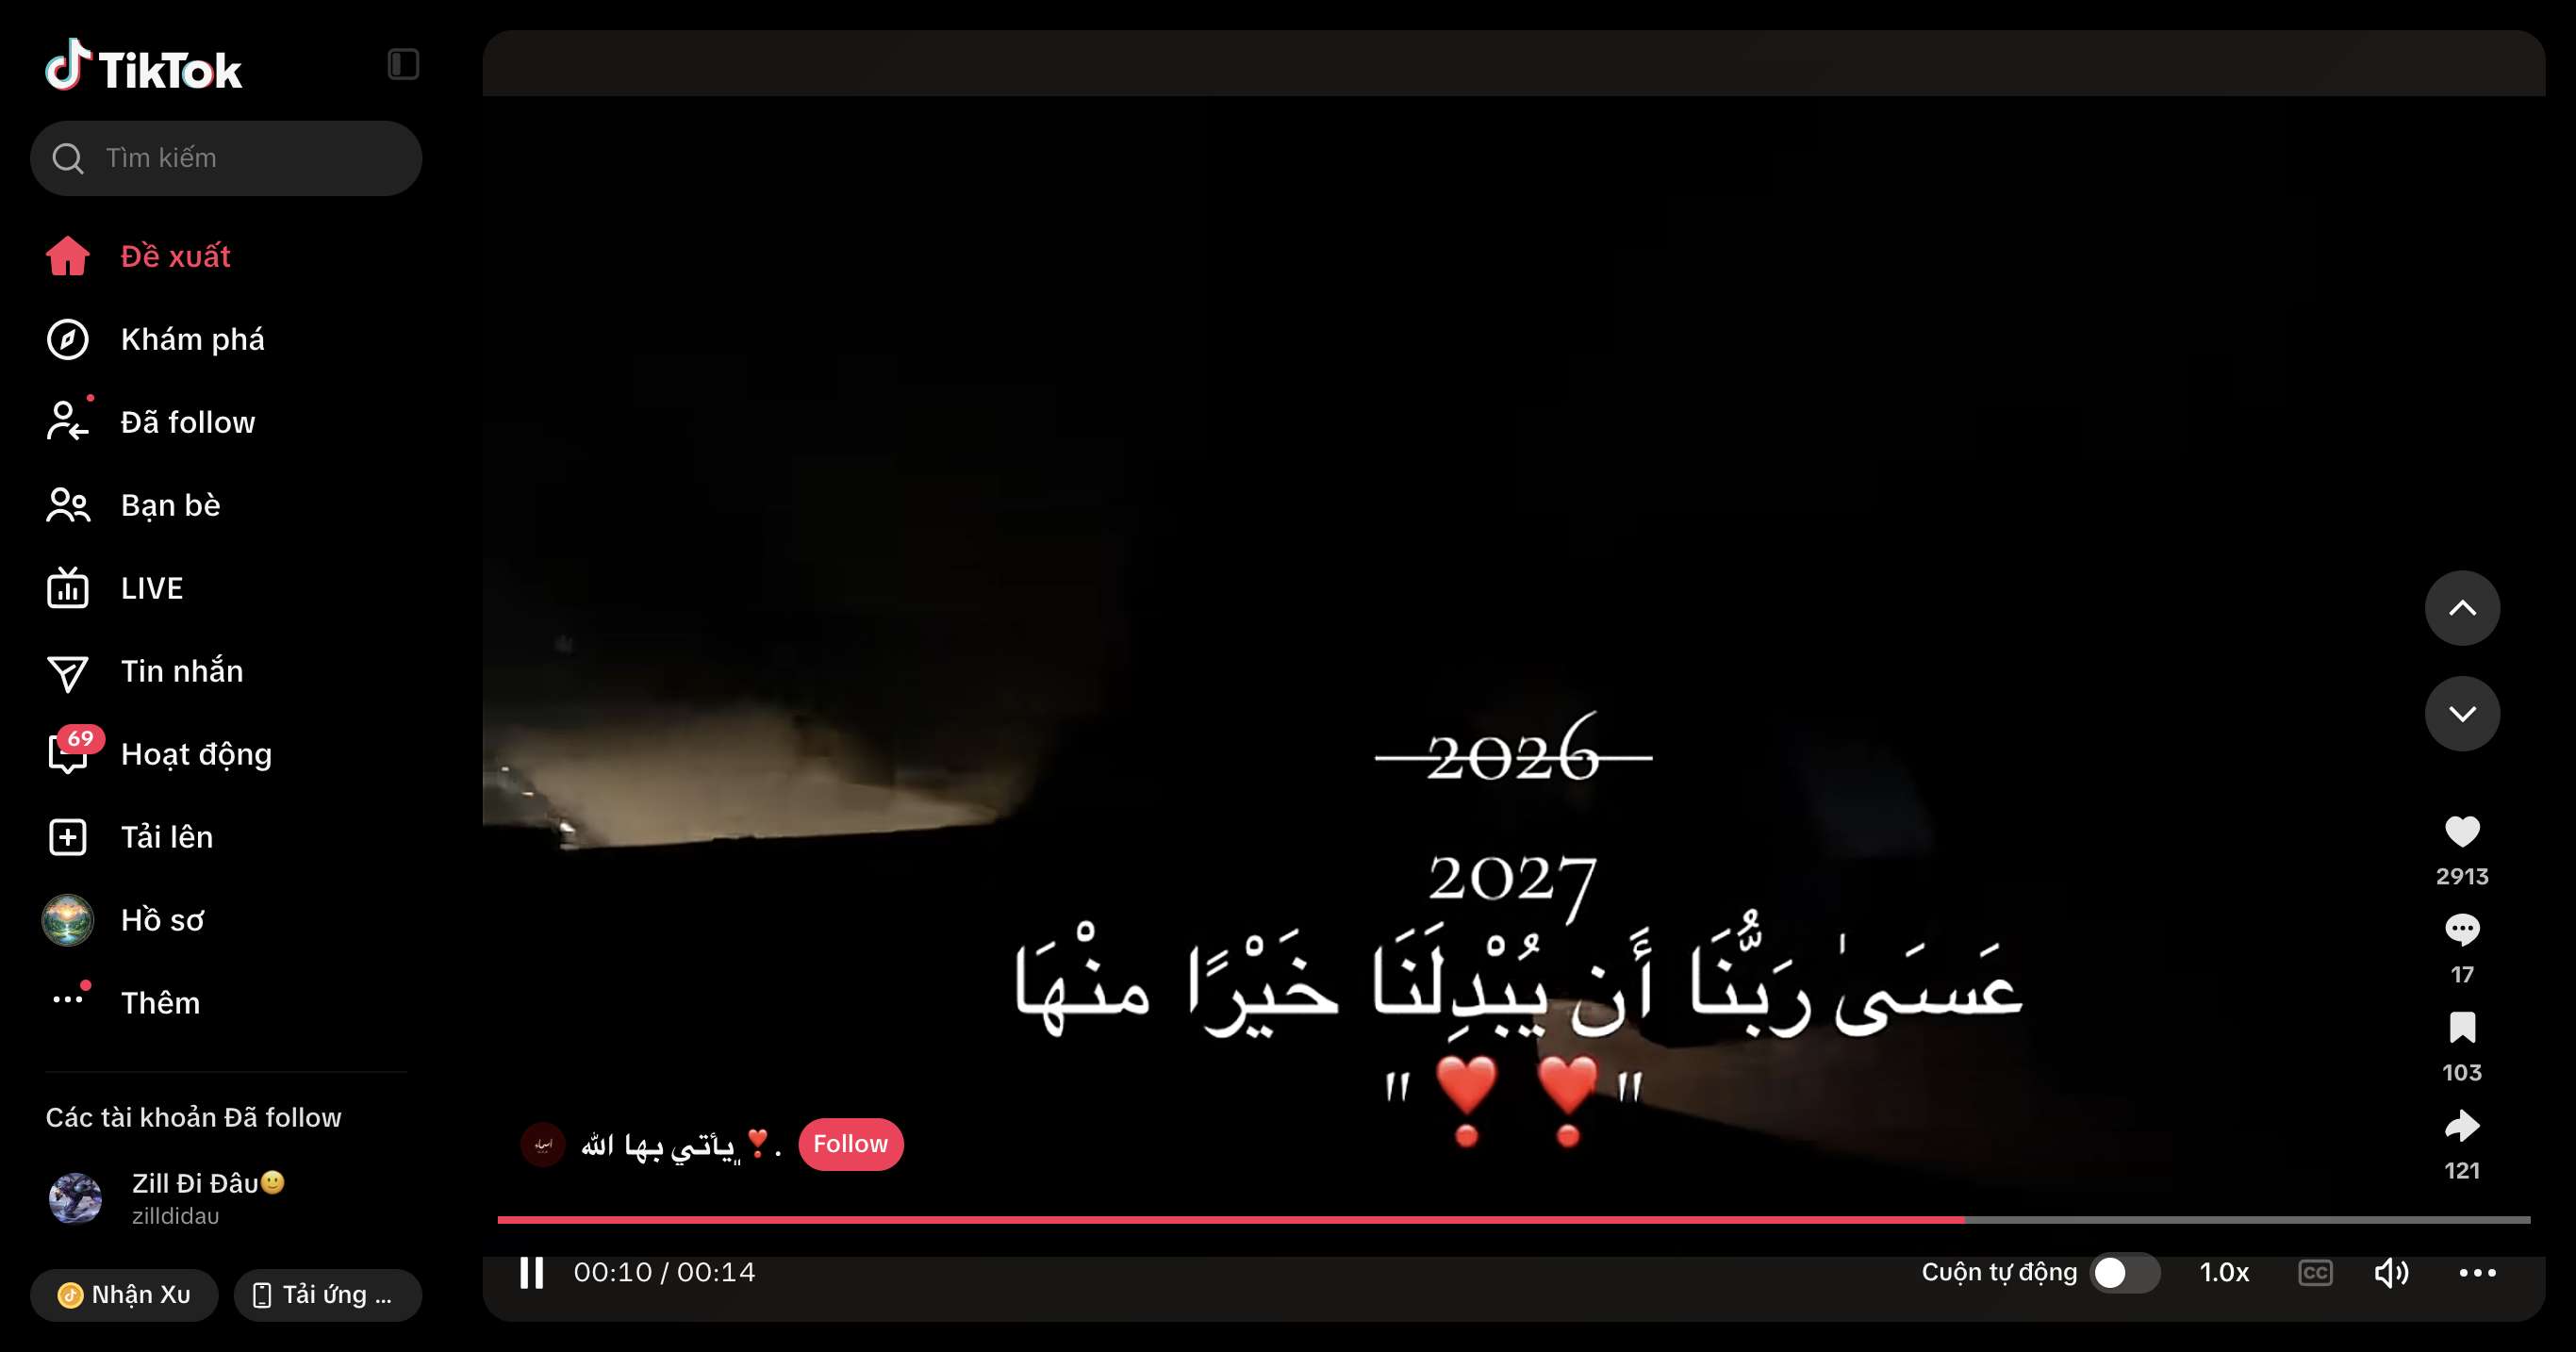 TikTok
Tìm kiếm
Đề xuất
Khám phá
Đã follow
Bạn bè
LIVE
Tin nhắn
69
Hoạt động
Tải lên
Hồ sơ
Thêm
Các tài khoản Đã follow
Zill Đi Đâu🙂
zilldidau
Nhận Xu
Tải ứng ...
2026
2027
عَسَىٰ رَبُّنَا أَن يُبْدِلَنَا خَيْرًا منْهَا
"❣️ ❣️"
يأتي بها الله❣️.
Follow
2913
17
103
121
00:10 / 00:14
Cuộn tự động
1.0x
CC